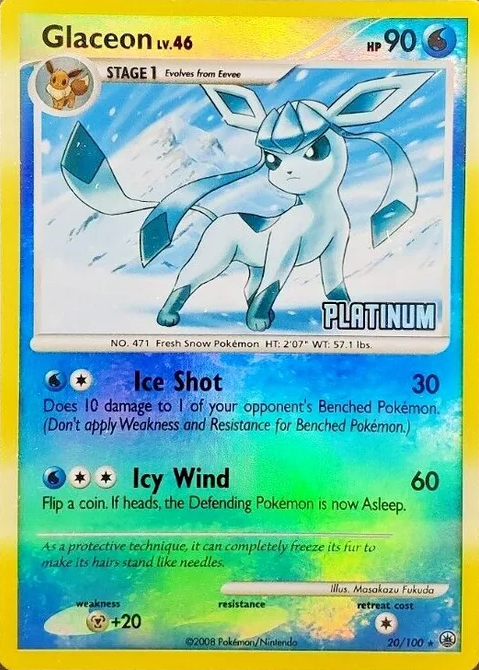 Glaceon LV.46 HP 90
STAGE 1 Evolves from Eevee
PLATINUM
NO. 471 Fresh Snow Pokémon HT: 2'07" WT: 57.1 lbs.
Ice Shot 30
Does 10 damage to 1 of your opponent's Benched Pokémon.
(Don't apply Weakness and Resistance for Benched Pokémon.)
Icy Wind 60
Flip a coin. If heads, the Defending Pokémon is now Asleep.
As a protective technique, it can completely freeze its fur to
make its hairs stand like needles.
Illus. Masakazu Fukuda
weakness resistance retreat cost
+20
©2008 Pokémon/Nintendo 20/100 ★